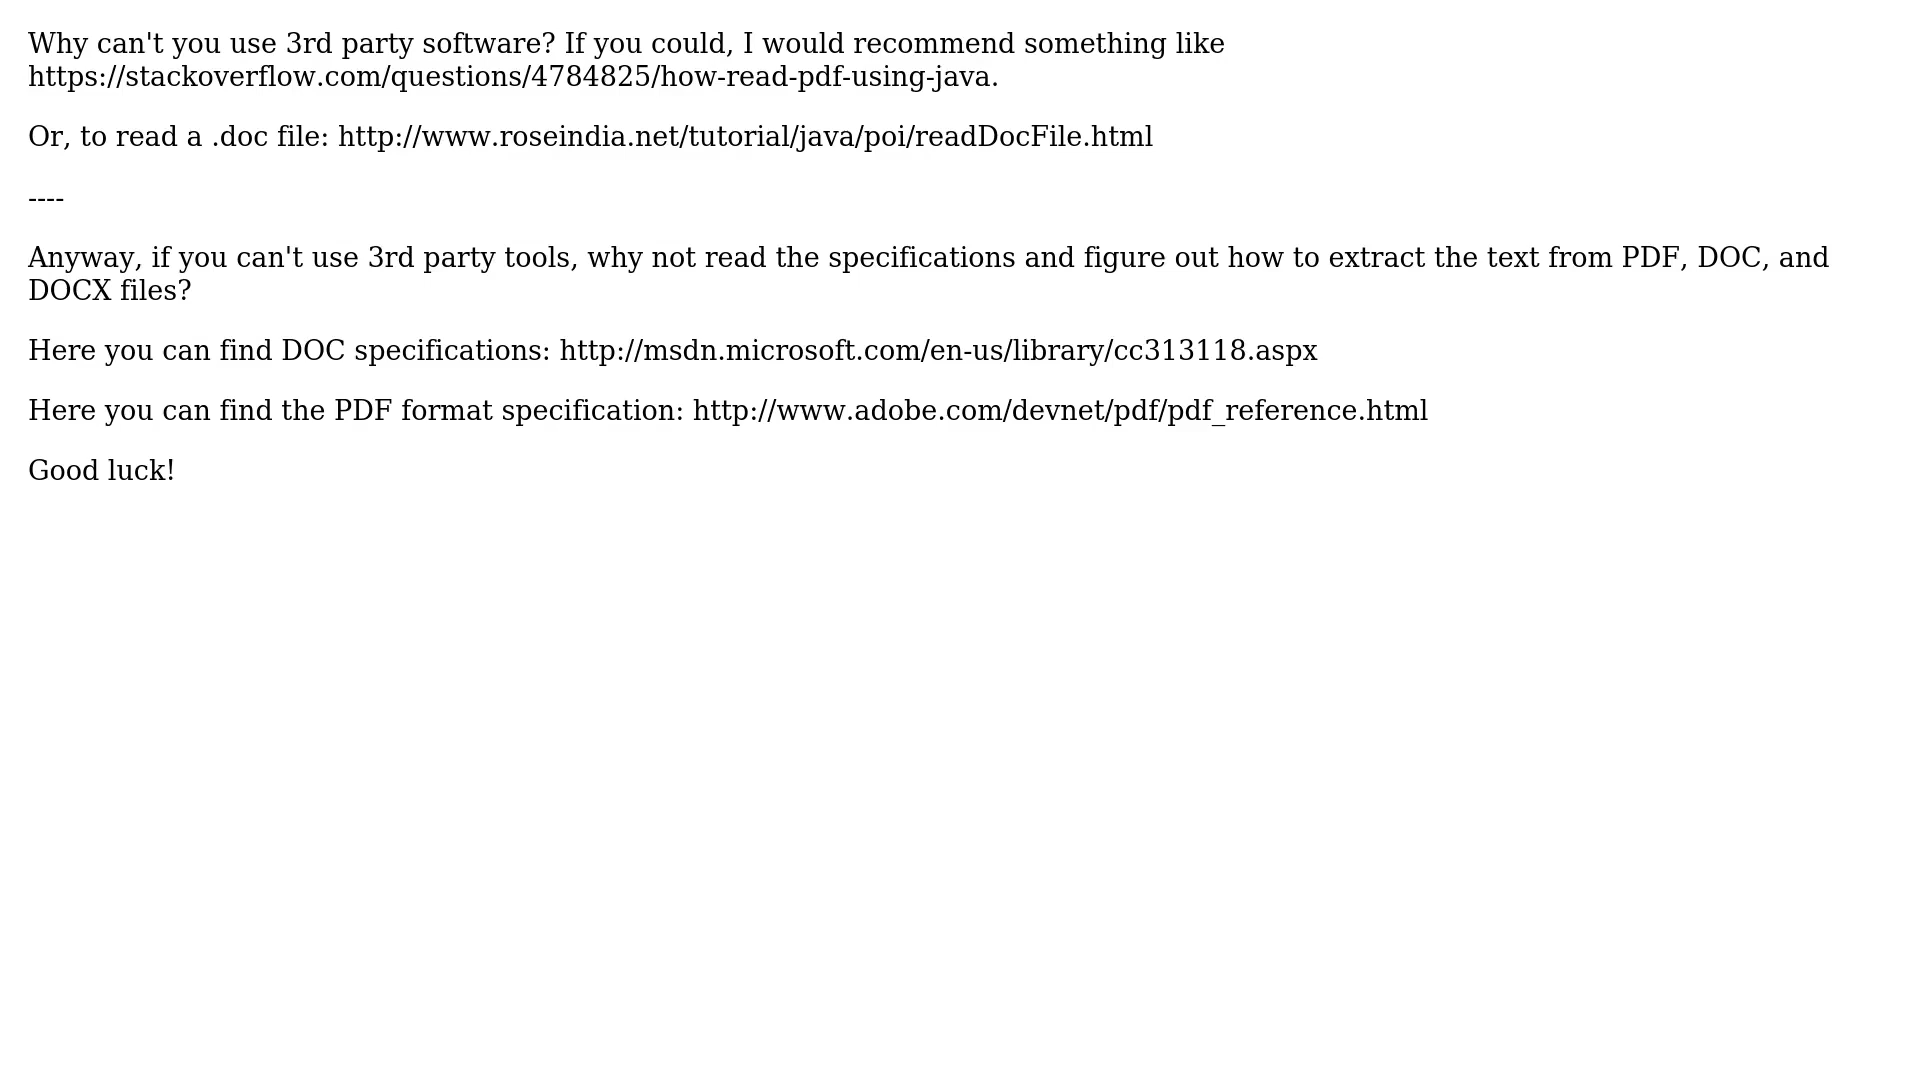 Why can't you use 3rd party software? If you could, I would recommend something like
https://stackoverflow.com/questions/4784825/how-read-pdf-using-java.
Or, to read a .doc file: http://www.roseindia.net/tutorial/java/poi/readDocFile.html
----
Anyway, if you can't use 3rd party tools, why not read the specifications and figure out how to extract the text from PDF, DOC, and
DOCX files?
Here you can find DOC specifications: http://msdn.microsoft.com/en-us/library/cc313118.aspx
Here you can find the PDF format specification: http://www.adobe.com/devnet/pdf/pdf_reference.html
Good luck!